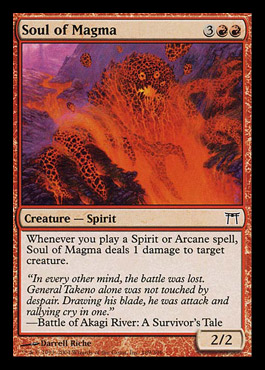 Soul of Magma
3
Creature — Spirit
Whenever you play a Spirit or Arcane spell,
Soul of Magma deals 1 damage to target
creature.
"In every other mind, the battle was lost.
General Takeno alone was not touched by
despair. Drawing his blade, he was attack and
rallying cry in one."
—Battle of Akagi River: A Survivor's Tale
Darrell Riche
2/2